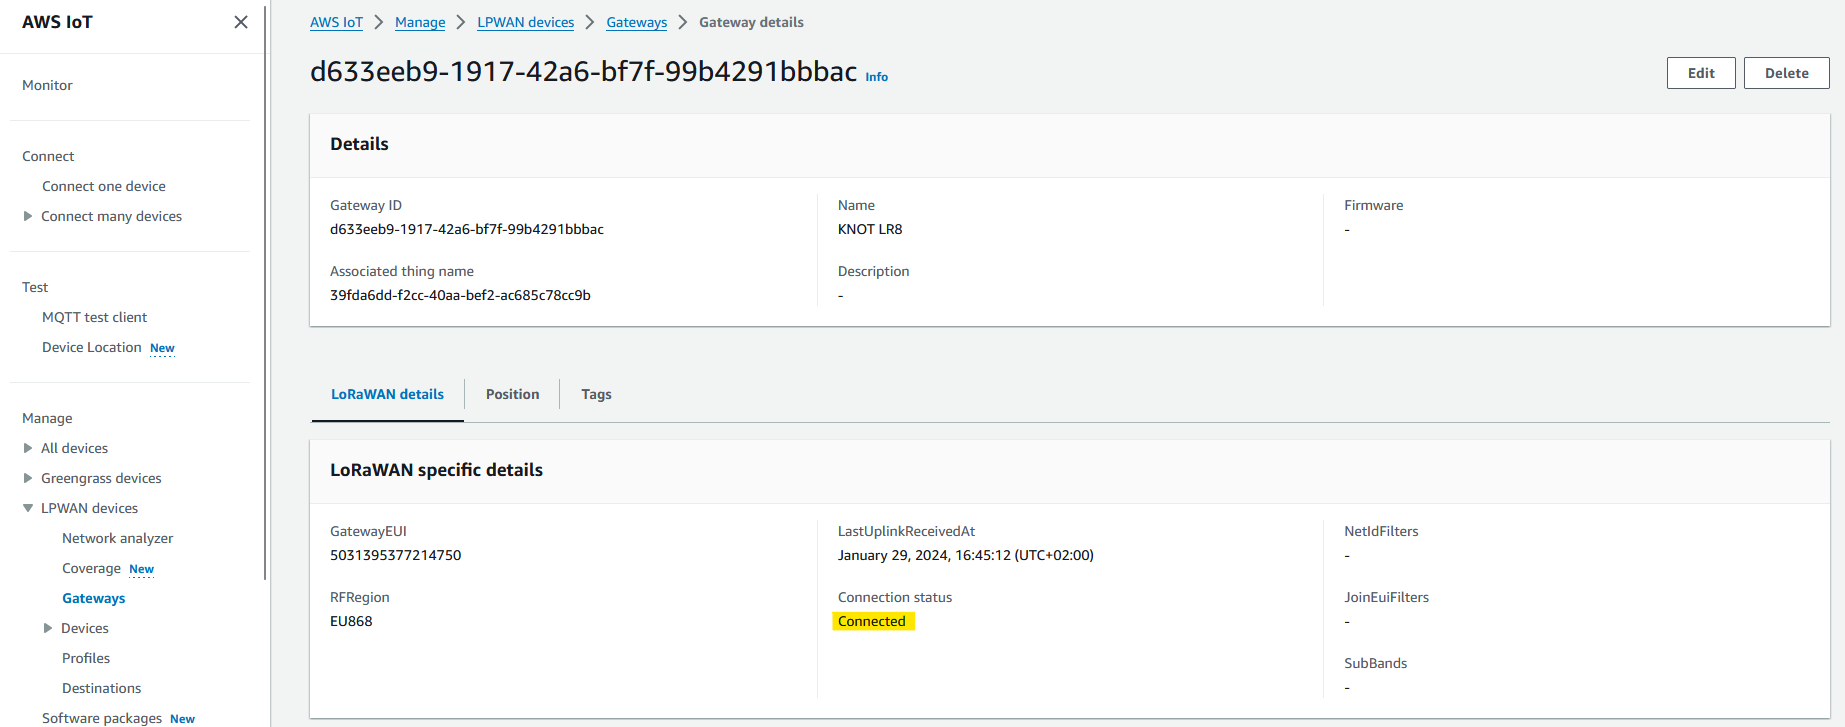 AWS IoT
Monitor
Connect
Connect one device
Connect many devices
Test
MQTT test client
Device Location New
Manage
All devices
Greengrass devices
LPWAN devices
Network analyzer
Coverage New
Gateways
Devices
Profiles
Destinations
Software packages New
AWS IoT > Manage > LPWAN devices > Gateways > Gateway details
d633eeb9-1917-42a6-bf7f-99b4291bbbac Info
Edit Delete
Details
Gateway ID
d633eeb9-1917-42a6-bf7f-99b4291bbbac
Associated thing name
39fda6dd-f2cc-40aa-bef2-ac685c78cc9b
Name
KNOT LR8
Description
-
Firmware
-
LoRaWAN details Position Tags
LoRaWAN specific details
GatewayEUI
5031395377214750
RFRegion
EU868
LastUplinkReceivedAt
January 29, 2024, 16:45:12 (UTC+02:00)
Connection status
Connected
NetIdFilters
-
JoinEuiFilters
-
SubBands
-